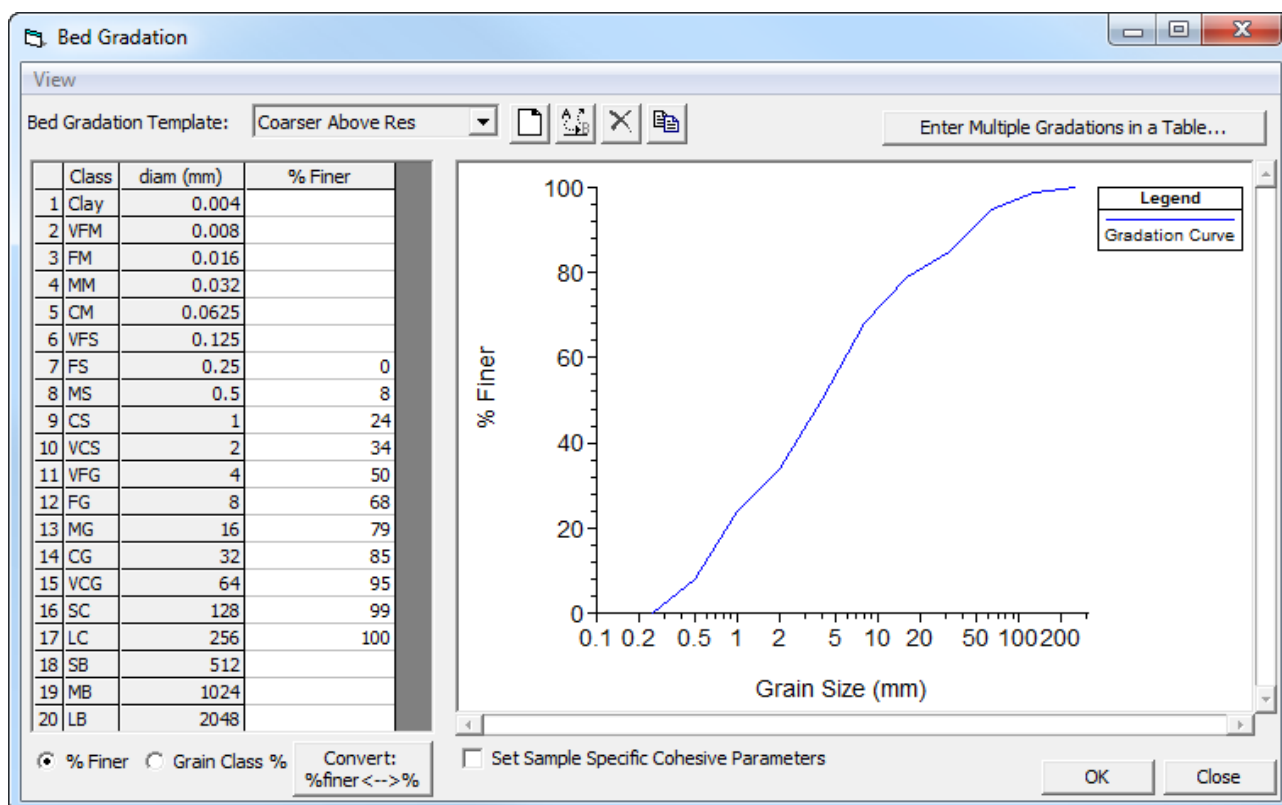 Bed Gradation
View
Bed Gradation Template: Coarser Above Res Enter Multiple Gradations in a Table...
Class diam (mm) % Finer
1 Clay 0.004
2 VFM 0.008
3 FM 0.016
4 MM 0.032
5 CM 0.0625
6 VFS 0.125
7 FS 0.25 0
8 MS 0.5 8
9 CS 1 24
10 VCS 2 34
11 VFG 4 50
12 FG 8 68
13 MG 16 79
14 CG 32 85
15 VCG 64 95
16 SC 128 99
17 LC 256 100
18 SB 512
19 MB 1024
20 LB 2048
% Finer Grain Class % Convert:
%finer<-->%
% Finer
100
80
60
40
20
0
0.1 0.2 0.5 1 2 5 10 20 50 100 200
Grain Size (mm)
Legend
Gradation Curve
Set Sample Specific Cohesive Parameters
OK Close